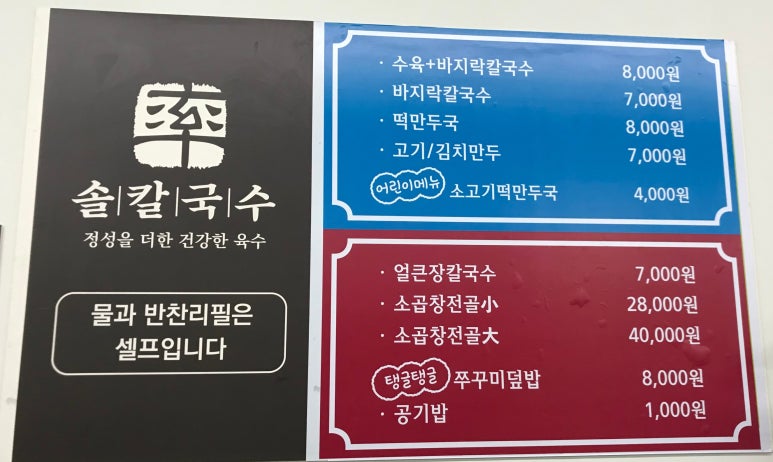 솔|칼|국|수
정성을 더한 건강한 육수
물과 반찬리필은
셀프입니다
· 수육+바지락칼국수 8,000원
· 바지락칼국수 7,000원
· 떡만두국 8,000원
· 고기/김치만두 7,000원
어린이메뉴 소고기떡만두국 4,000원
· 얼큰장칼국수 7,000원
· 소곱창전골小 28,000원
· 소곱창전골大 40,000원
탱글탱글 쭈꾸미덮밥 8,000원
· 공기밥 1,000원